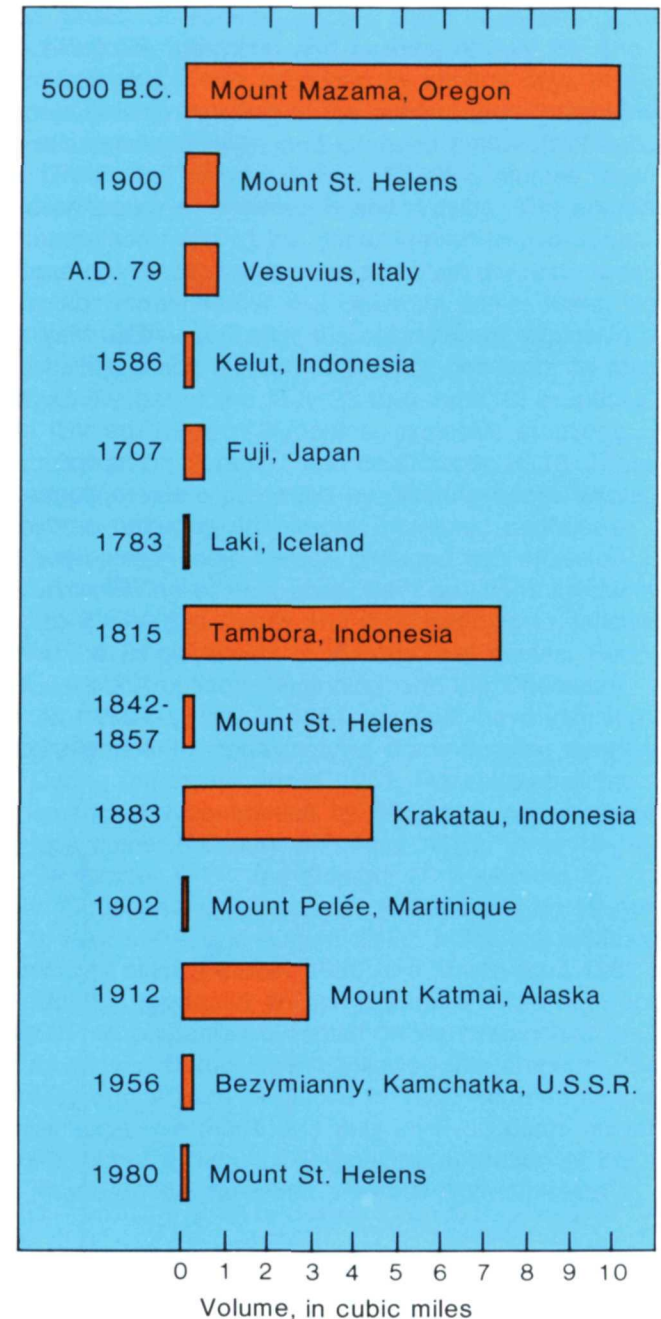 5000 B.C. Mount Mazama, Oregon
1900 Mount St. Helens
A.D. 79 Vesuvius, Italy
1586 Kelut, Indonesia
1707 Fuji, Japan
1783 Laki, Iceland
1815 Tambora, Indonesia
1842-
1857 Mount St. Helens
1883 Krakatau, Indonesia
1902 Mount Pelée, Martinique
1912 Mount Katmai, Alaska
1956 Bezymianny, Kamchatka, U.S.S.R.
1980 Mount St. Helens
0 1 2 3 4 5 6 7 8 9 10
Volume, in cubic miles